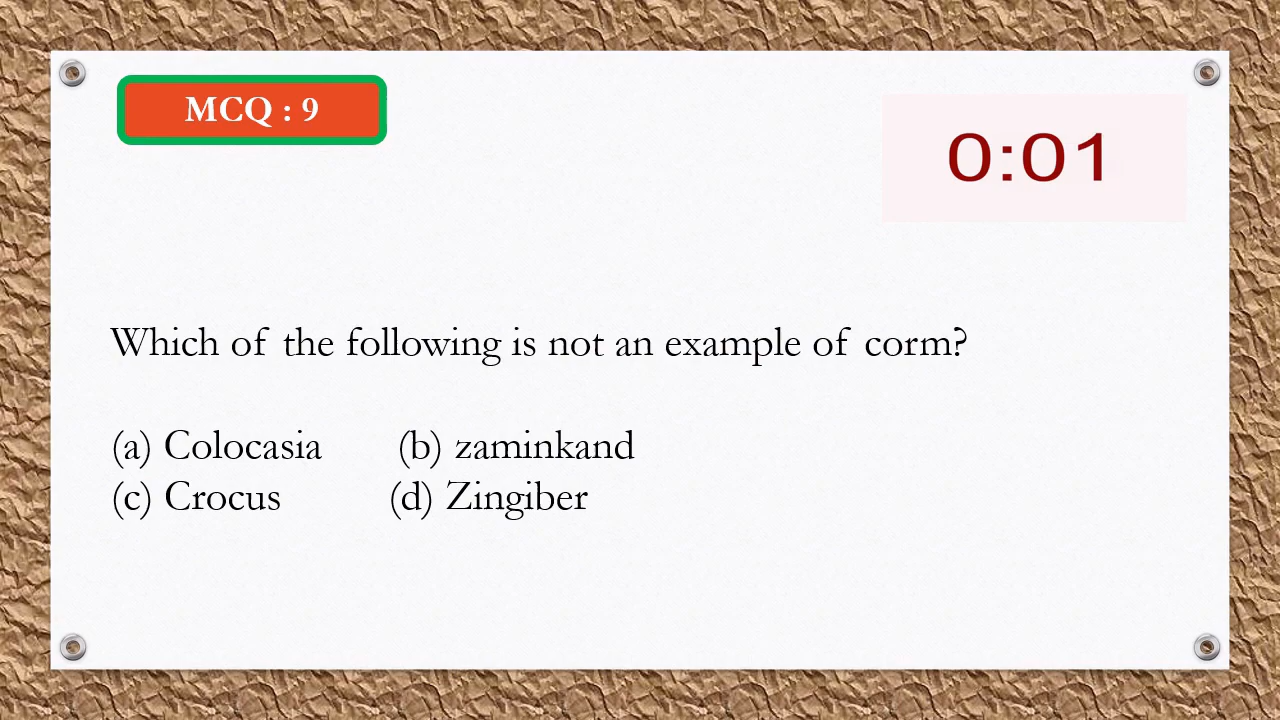 MCQ : 9
0:01
Which of the following is not an example of corm?
(a) Colocasia (b) zaminkand
(c) Crocus (d) Zingiber